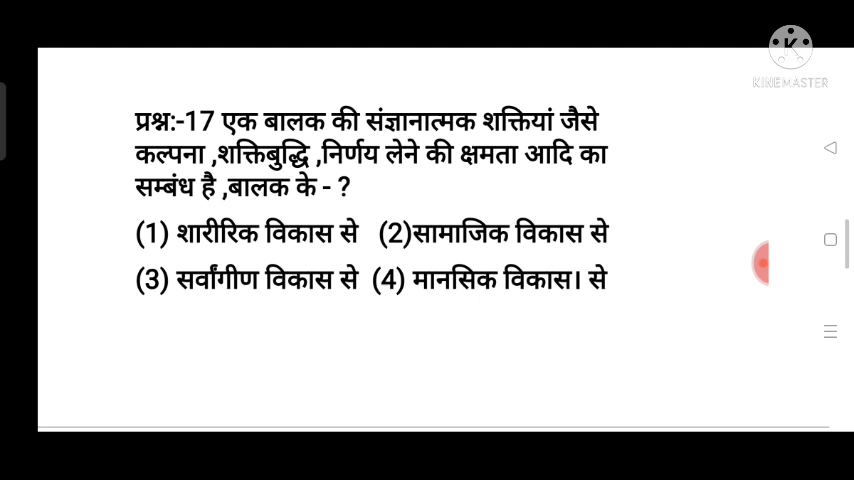 K
KINEMASTER
प्रश्न:-17 एक बालक की संज्ञानात्मक शक्तियां जैसे
कल्पना ,शक्तिबुद्धि ,निर्णय लेने की क्षमता आदि का
सम्बंध है ,बालक के - ?
(1) शारीरिक विकास से (2)सामाजिक विकास से
(3) सर्वांगीण विकास से (4) मानसिक विकास। से